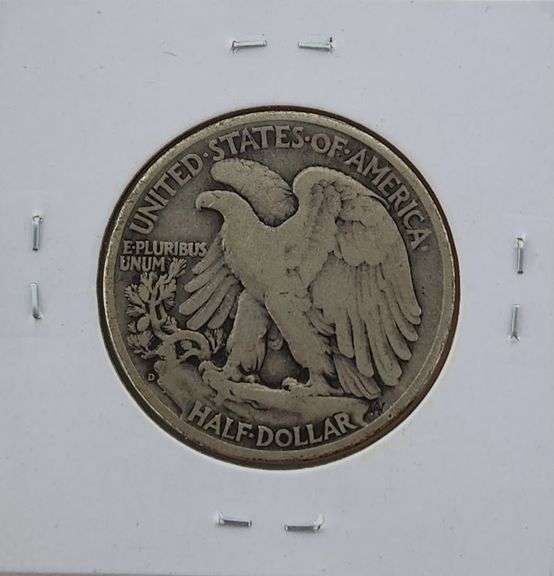 UNITED·STATES·OF·AMERICA
E·PLURIBUS
UNUM
D
HALF·DOLLAR